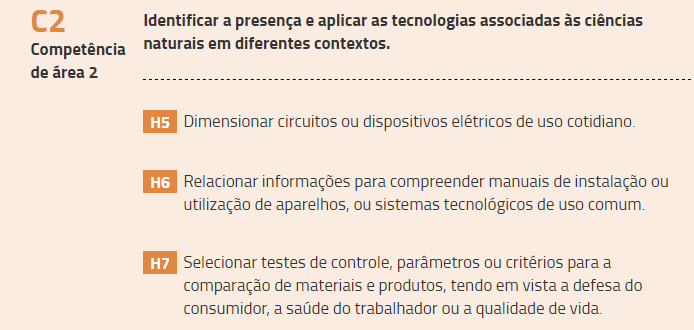 C2
Competência
de área 2
Identificar a presença e aplicar as tecnologias associadas às ciências
naturais em diferentes contextos.
H5 Dimensionar circuitos ou dispositivos elétricos de uso cotidiano.
H6 Relacionar informações para compreender manuais de instalação ou
utilização de aparelhos, ou sistemas tecnológicos de uso comum.
H7 Selecionar testes de controle, parâmetros ou critérios para a
comparação de materiais e produtos, tendo em vista a defesa do
consumidor, a saúde do trabalhador ou a qualidade de vida.